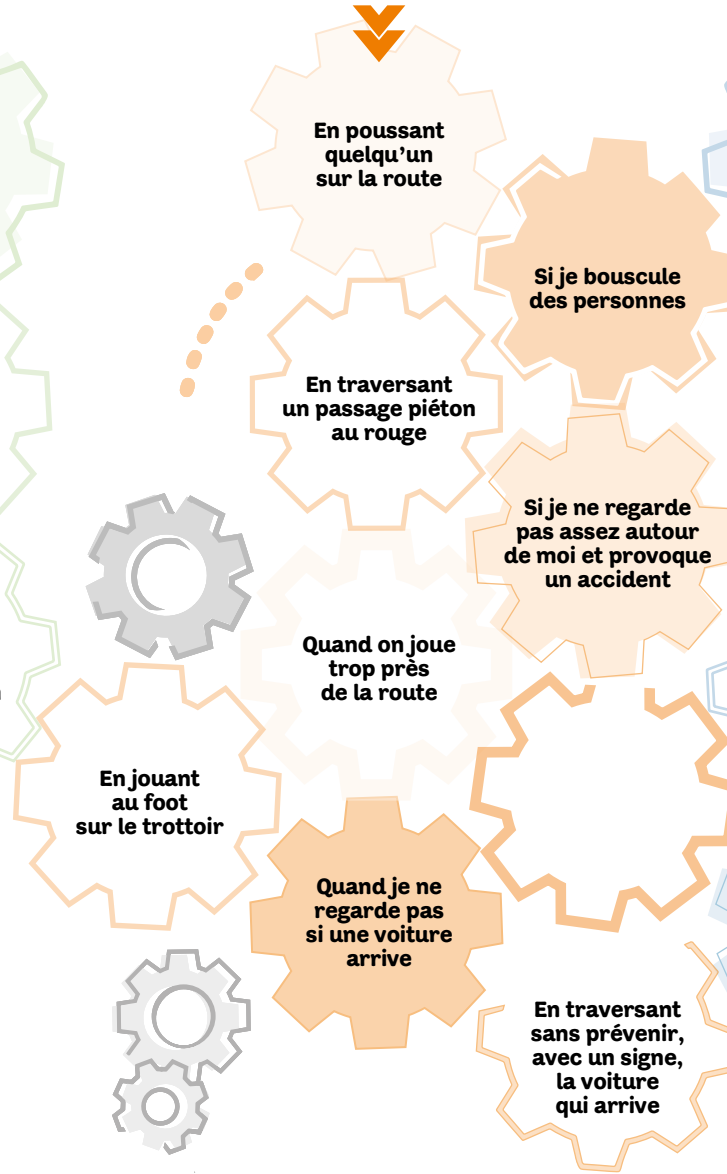 En poussant
quelqu’un
sur la route
Si je bouscule
des personnes
En traversant
un passage piéton
au rouge
Si je ne regarde
pas assez autour
de moi et provoque
un accident
Quand on joue
trop près
de la route
En jouant
au foot
sur le trottoir
Quand je ne
regarde pas
si une voiture
arrive
En traversant
sans prévenir,
avec un signe,
la voiture
qui arrive